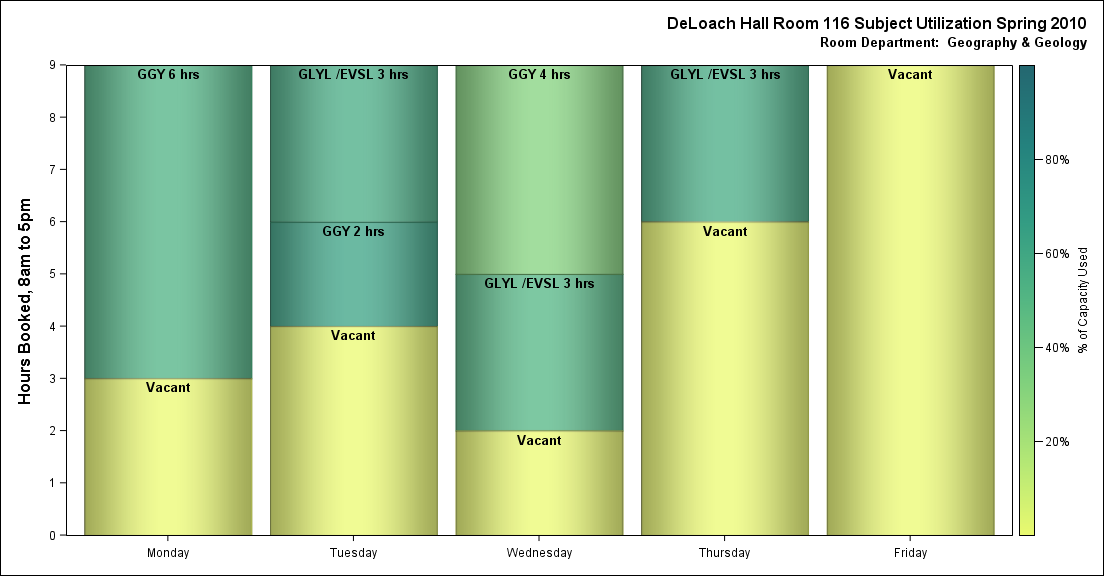 DeLoach Hall Room 116 Subject Utilization Spring 2010
Room Department: Geography & Geology
Hours Booked, 8am to 5pm
9
8
7
6
5
4
3
2
1
0
GGY 6 hrs
Vacant
GLYL /EVSL 3 hrs
GGY 2 hrs
Vacant
GGY 4 hrs
GLYL /EVSL 3 hrs
Vacant
GLYL /EVSL 3 hrs
Vacant
Vacant
Monday
Tuesday
Wednesday
Thursday
Friday
80%
60%
40%
20%
% of Capacity Used